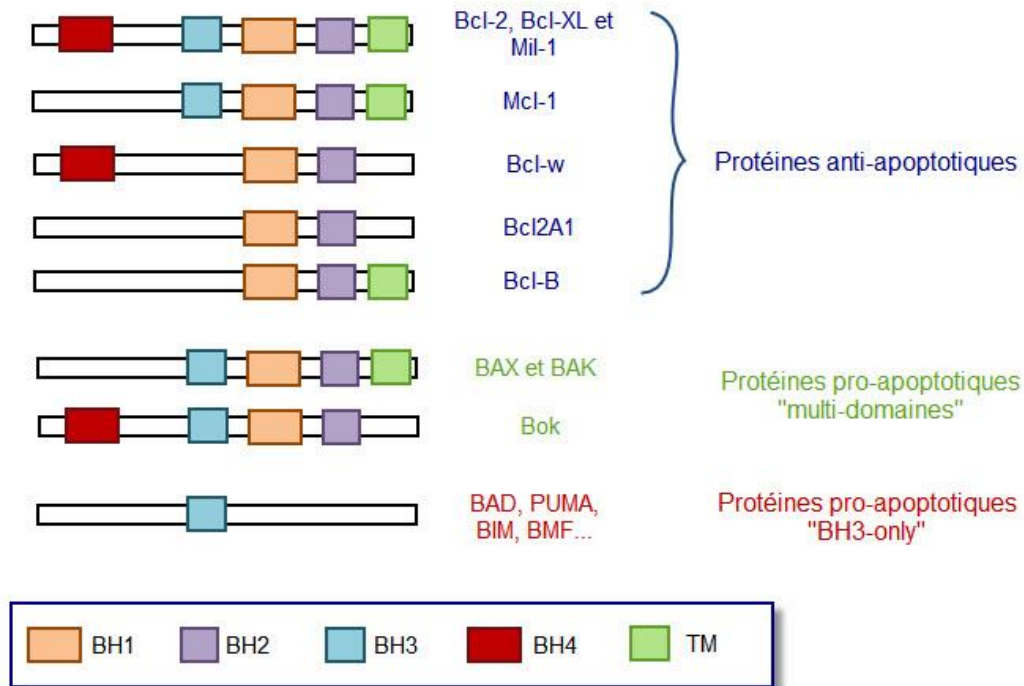 Bcl-2, Bcl-XL et
Mil-1
Mcl-1
Bcl-w
Protéines anti-apoptotiques
Bcl2A1
Bcl-B
BAX et BAK
Protéines pro-apoptotiques
"multi-domaines"
Bok
BAD, PUMA,
BIM, BMF...
Protéines pro-apoptotiques
"BH3-only"
BH1
BH2
BH3
BH4
TM